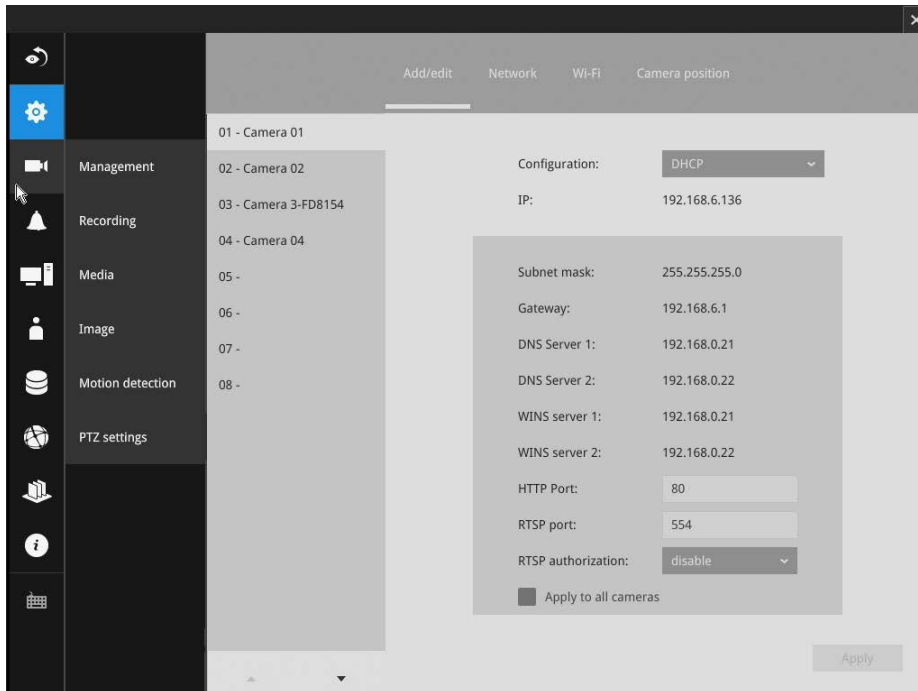 Add/edit Network Wi-Fi Camera position
Management
Recording
Media
Image
Motion detection
PTZ settings
01 - Camera 01
02 - Camera 02
03 - Camera 3-FD8154
04 - Camera 04
05 -
06 -
07 -
08 -
Configuration: DHCP
IP: 192.168.6.136
Subnet mask: 255.255.255.0
Gateway: 192.168.6.1
DNS Server 1: 192.168.0.21
DNS Server 2: 192.168.0.22
WINS server 1: 192.168.0.21
WINS server 2: 192.168.0.22
HTTP Port: 80
RTSP port: 554
RTSP authorization: disable
Apply to all cameras
Apply